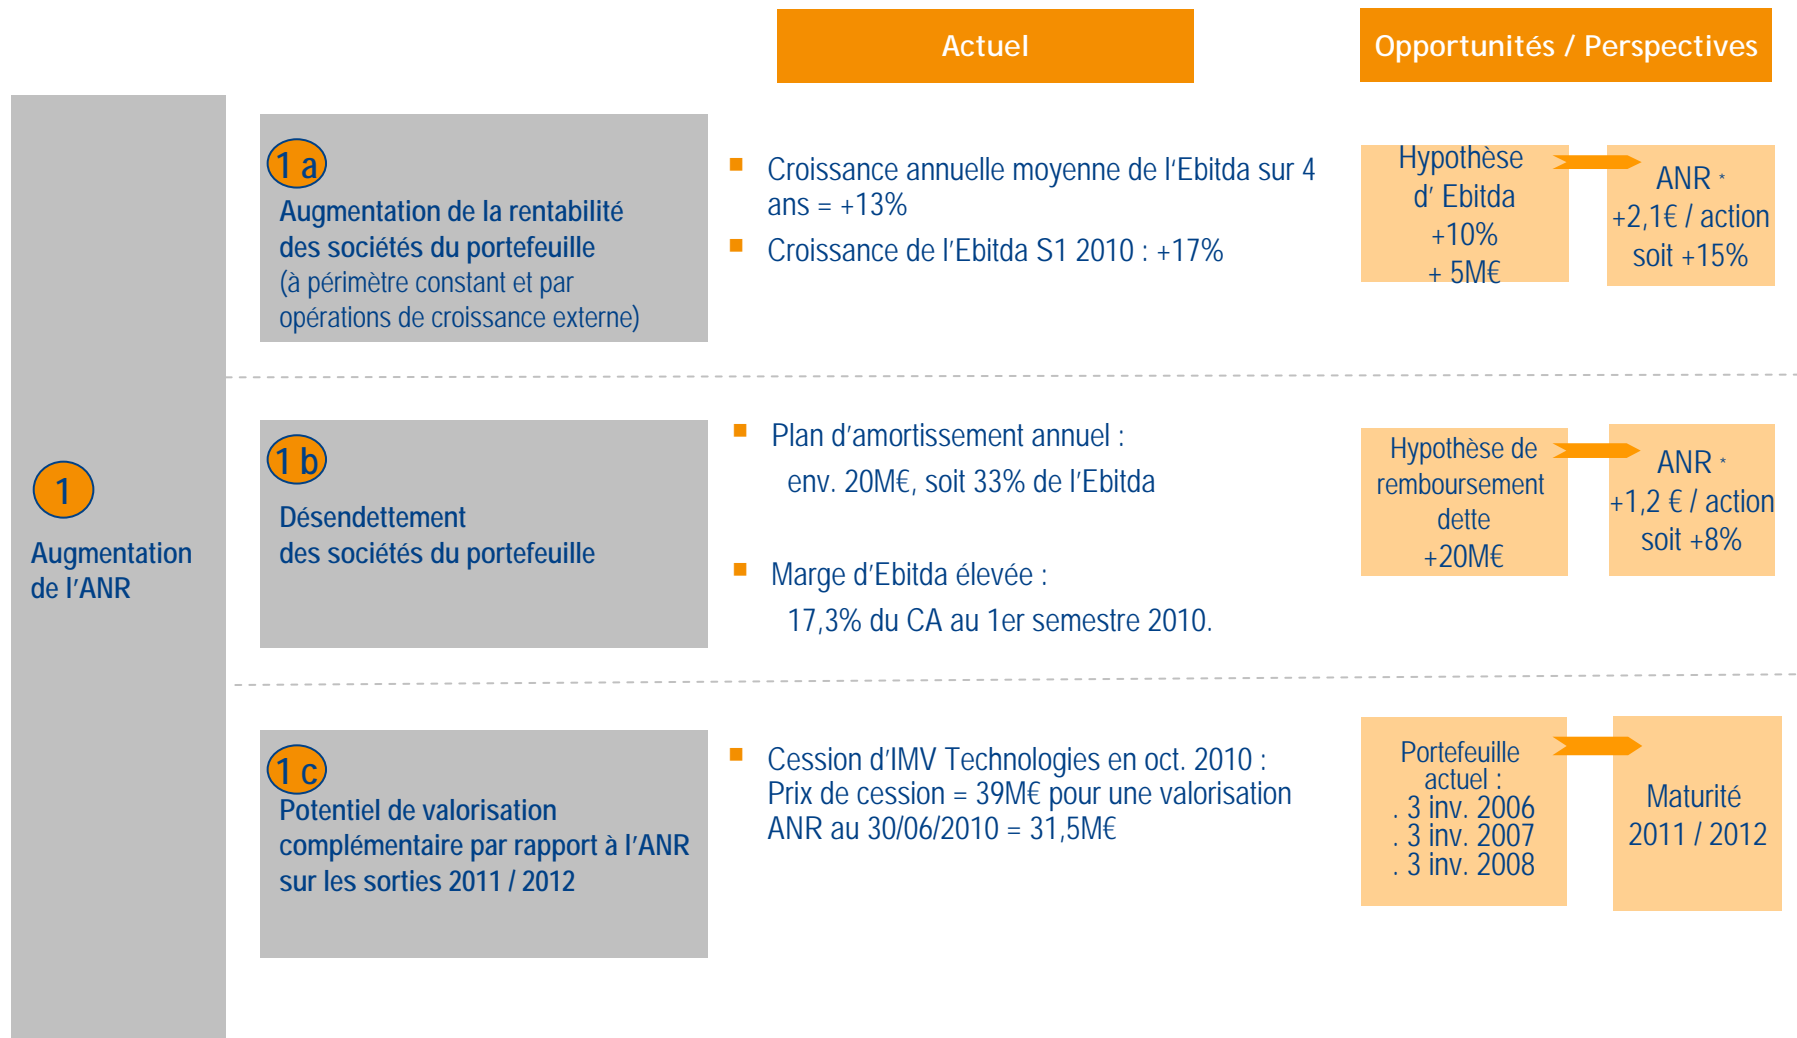 Actuel
Opportunités / Perspectives
1
Augmentation
de l'ANR
1 a
Augmentation de la rentabilité
des sociétés du portefeuille
(à périmètre constant et par
opérations de croissance externe)
Croissance annuelle moyenne de l'Ebitda sur 4
ans = +13%
Croissance de l'Ebitda S1 2010 : +17%
Hypothèse
d' Ebitda
+10%
+ 5M€
ANR *
+2,1€ / action
soit +15%
1 b
Désendettement
des sociétés du portefeuille
Plan d'amortissement annuel :
env. 20M€, soit 33% de l'Ebitda
Marge d'Ebitda élevée :
17,3% du CA au 1er semestre 2010.
Hypothèse de
remboursement
dette
+20M€
ANR *
+1,2 € / action
soit +8%
1 c
Potentiel de valorisation
complémentaire par rapport à l'ANR
sur les sorties 2011 / 2012
Cession d'IMV Technologies en oct. 2010 :
Prix de cession = 39M€ pour une valorisation
ANR au 30/06/2010 = 31,5M€
Portefeuille
actuel :
. 3 inv. 2006
. 3 inv. 2007
. 3 inv. 2008
Maturité
2011 / 2012